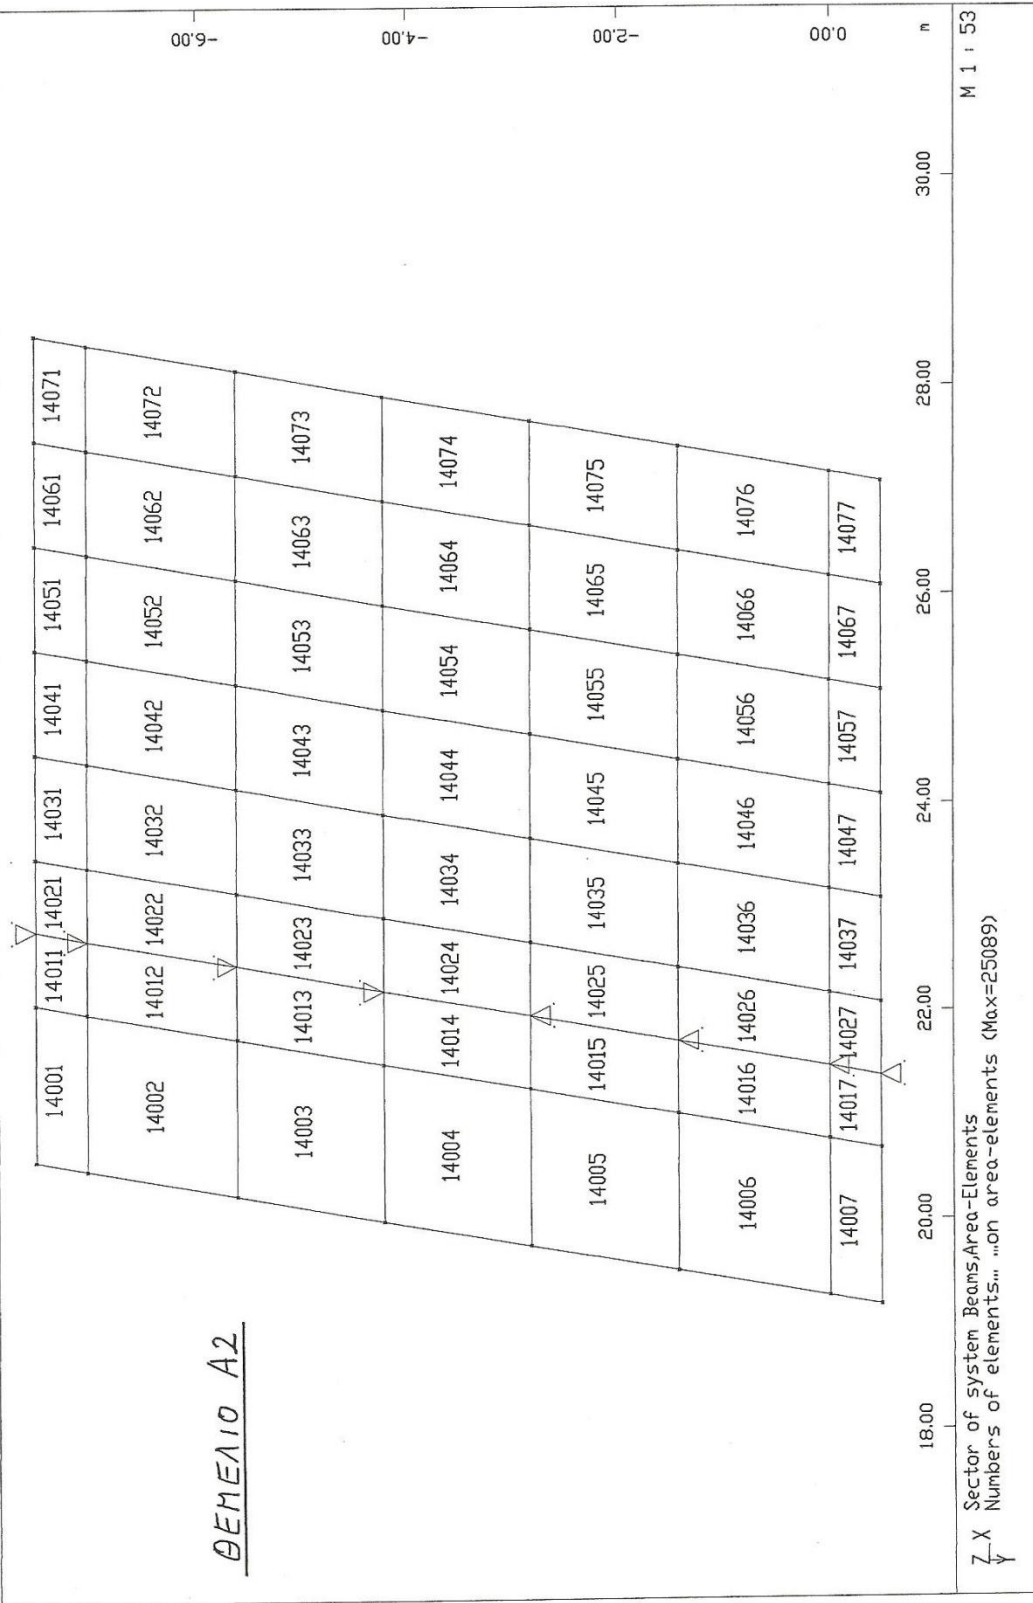 14001 14011 14021 14031 14041 14051 14061 14071
-6.00
14002 14012 14022 14032 14042 14052 14062 14072
ΘΕΜΕΛΙΟ Α2
14003 14013 14023 14033 14043 14053 14063 14073
-4.00
14004 14014 14024 14034 14044 14054 14064 14074
14005 14015 14025 14035 14045 14055 14065 14075
-2.00
14006 14016 14026 14036 14046 14056 14066 14076
14007 14017 14027 14037 14047 14057 14067 14077
0.00
18.00 20.00 22.00 24.00 26.00 28.00 30.00 m
Z X Sector of system Beams,Area-Elements M 1 : 53
Y Numbers of elements... ...on area-elements (Max=25089)